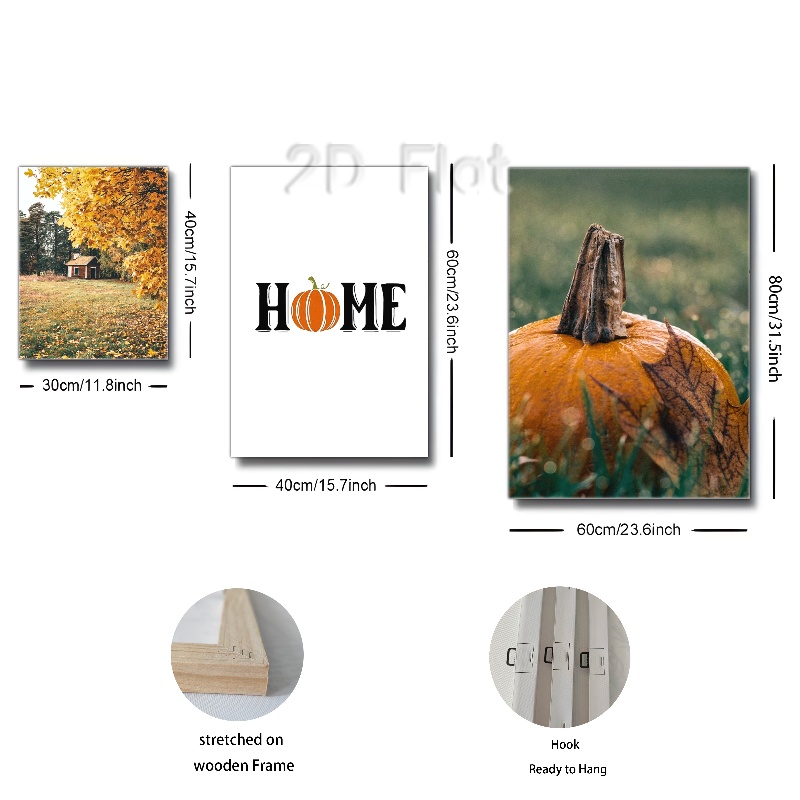 2D Flat
40cm/15.7inch
30cm/11.8inch
HOME
60cm/23.6inch
40cm/15.7inch
80cm/31.5inch
60cm/23.6inch
stretched on
wooden Frame
Hook
Ready to Hang